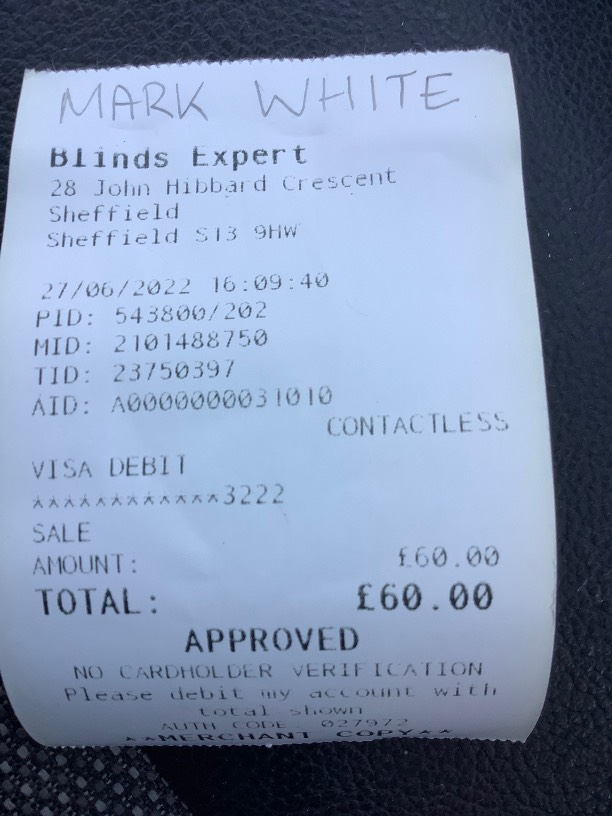 MARK WHITE
Blinds Expert
28 John Hibbard Crescent
Sheffield
Sheffield S13 9HW
27/06/2022 16:09:40
PID: 543800/202
MID: 2101488750
TID: 23750397
AID: A0000000031010
CONTACTLESS
VISA DEBIT
************3222
SALE
AMOUNT: £60.00
TOTAL: £60.00
APPROVED
NO CARDHOLDER VERIFICATION
Please debit my account with
total shown
AUTH CODE 027972
**MERCHANT COPY**